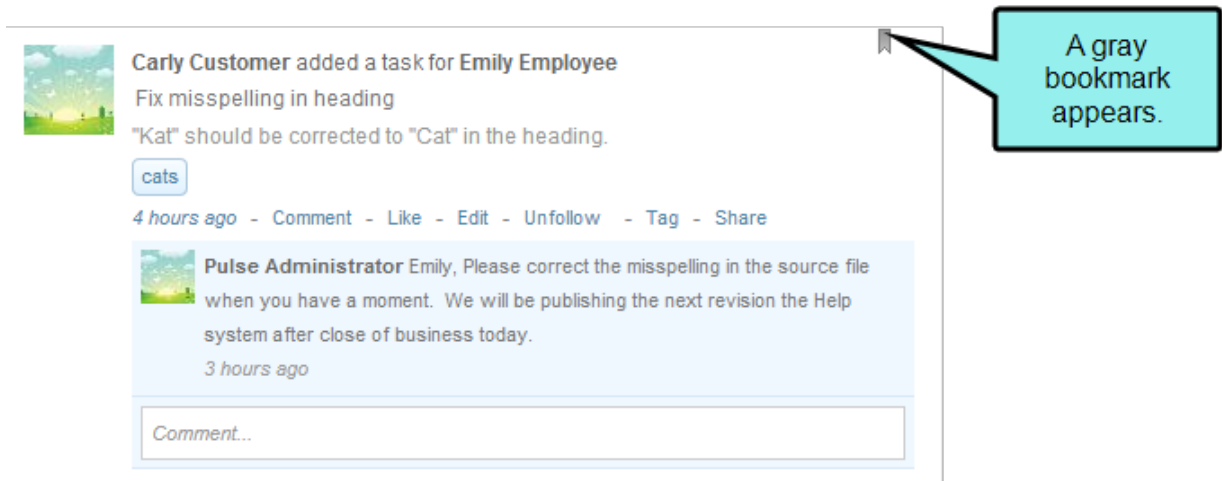 Carly Customer added a task for Emily Employee
Fix misspelling in heading
"Kat" should be corrected to "Cat" in the heading.
cats
4 hours ago - Comment - Like - Edit - Unfollow - Tag - Share
Pulse Administrator Emily, Please correct the misspelling in the source file
when you have a moment. We will be publishing the next revision the Help
system after close of business today.
3 hours ago
Comment...
A gray
bookmark
appears.